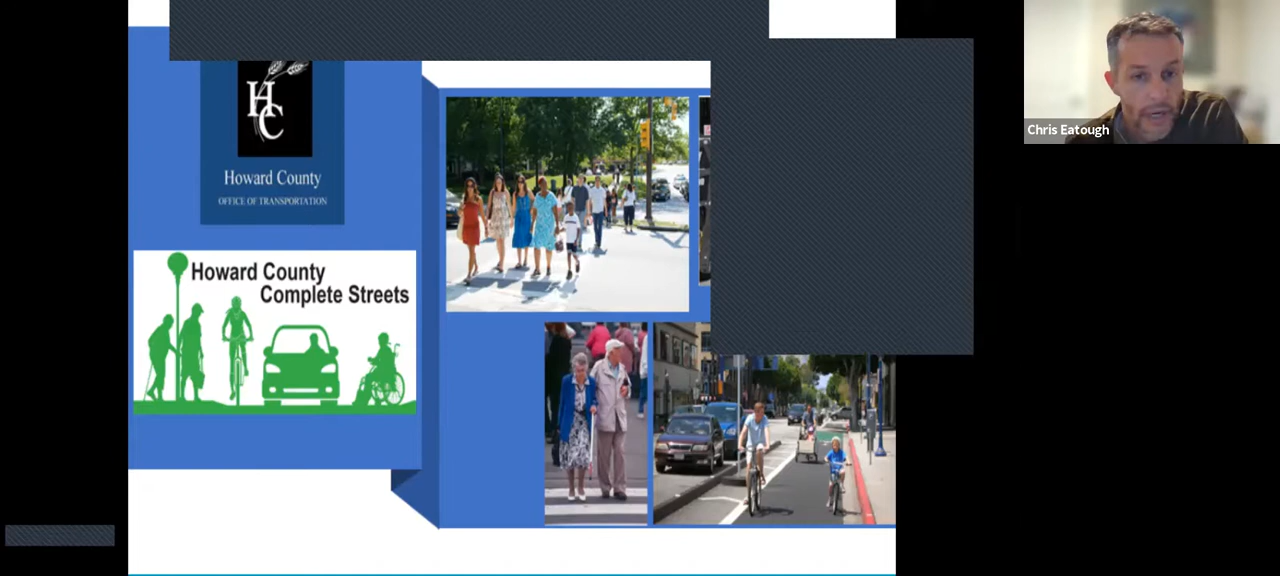 HC
Howard County
OFFICE OF TRANSPORTATION
Howard County
Complete Streets
Chris Eatough